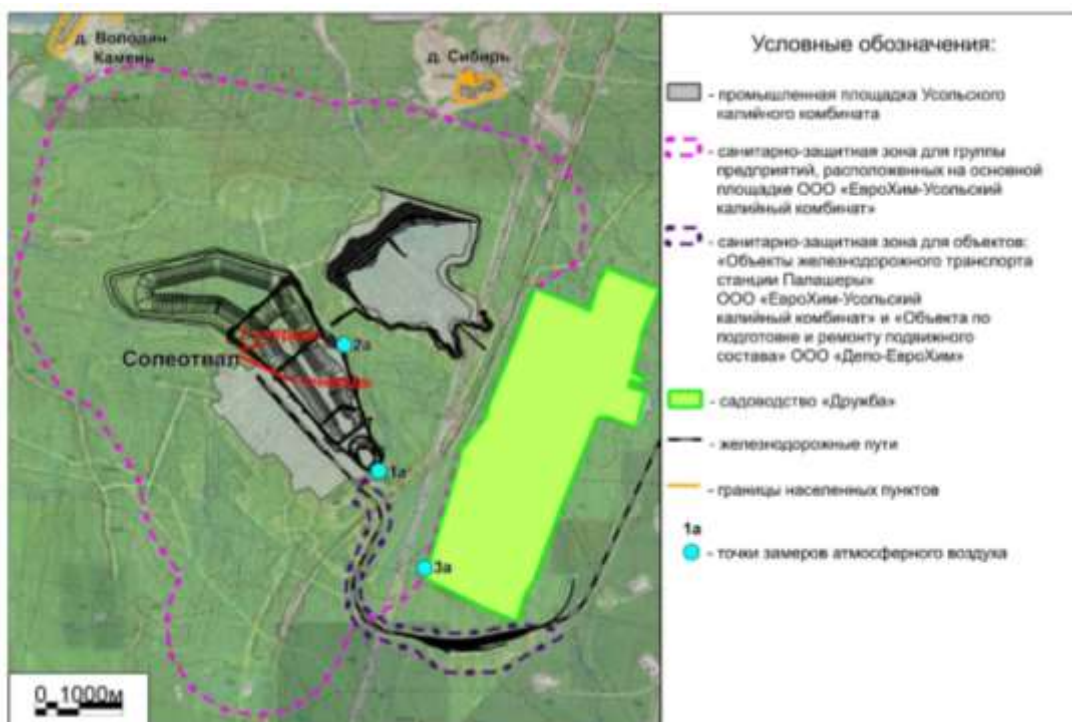 д. Володин
Камень
д. Сибирь
Солеотвал
2а
1а
3а
0 1000м
Условные обозначения:
- промышленная площадка Усольского
калийного комбината
- санитарно-защитная зона для группы
предприятий, расположенных на основной
площадке ООО «ЕвроХим-Усольский
калийный комбинат»
- санитарно-защитная зона для объектов:
«Объекты железнодорожного транспорта
станции Палашеры»
ООО «ЕвроХим-Усольский
калийный комбинат» и «Объекта по
подготовке и ремонту подвижного
состава» ООО «Депо-ЕвроХим»
- садоводство «Дружба»
- железнодорожные пути
- границы населенных пунктов
1а
- точки замеров атмосферного воздуха